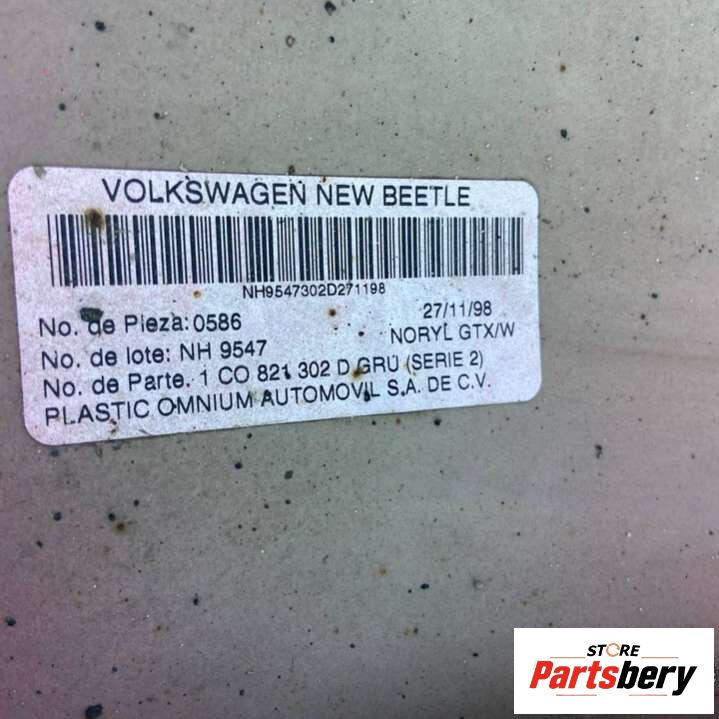 VOLKSWAGEN NEW BEETLE
NH9547302D271198
No. de Pieza: 0586
27/11/98
No. de lote: NH 9547
NORYL GTX/W
No. de Parte. 1 CO 821 302 D GRU (SERIE 2)
PLASTIC OMNIUM AUTOMOVIL S.A. DE C.V.
STORE
Partsbery